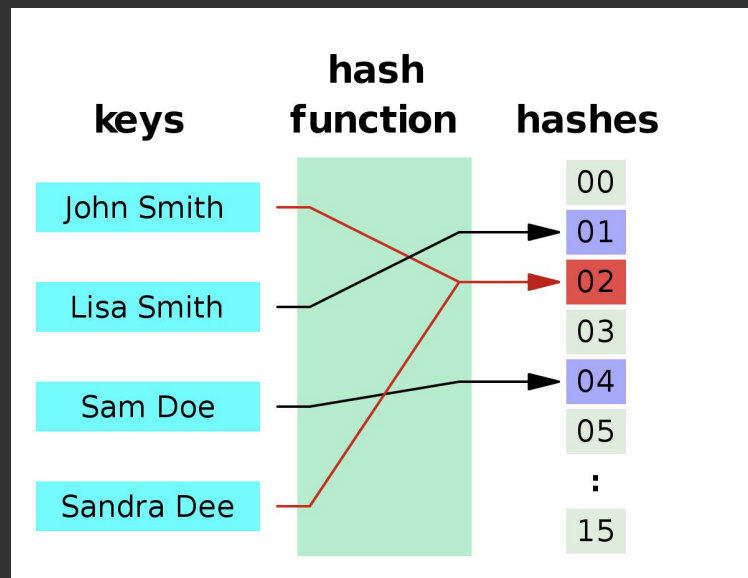 hash
keys function hashes
John Smith
Lisa Smith
Sam Doe
Sandra Dee
00
01
02
03
04
05
:
15